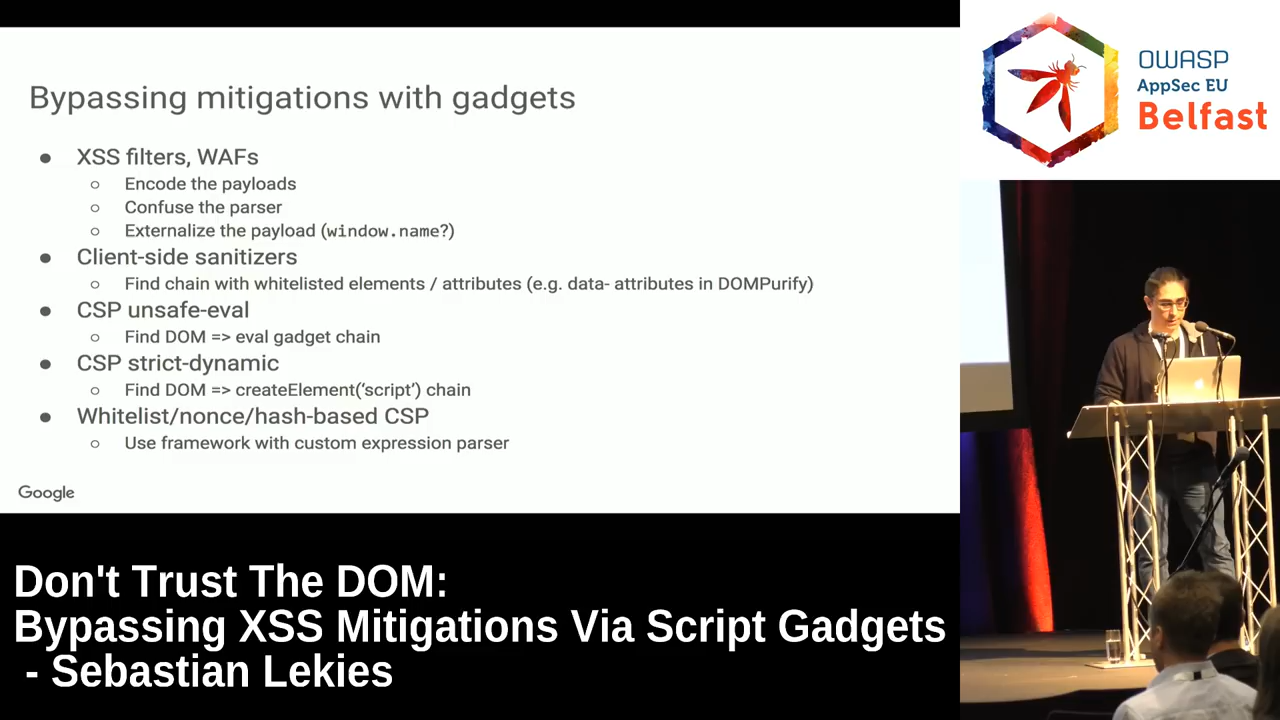 Bypassing mitigations with gadgets
● XSS filters, WAFs
○ Encode the payloads
○ Confuse the parser
○ Externalize the payload (window.name?)
● Client-side sanitizers
○ Find chain with whitelisted elements / attributes (e.g. data- attributes in DOMPurify)
● CSP unsafe-eval
○ Find DOM => eval gadget chain
● CSP strict-dynamic
○ Find DOM => createElement(‘script’) chain
● Whitelist/nonce/hash-based CSP
○ Use framework with custom expression parser
Google
OWASP
AppSec EU
Belfast
Don't Trust The DOM:
Bypassing XSS Mitigations Via Script Gadgets
- Sebastian Lekies